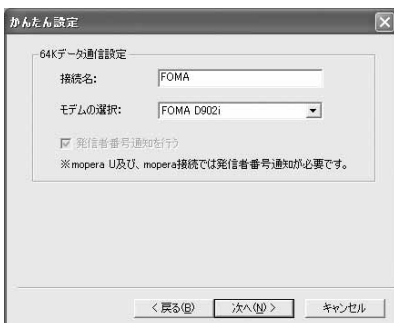 かんたん設定
64Kデータ通信設定
接続名: FOMA
モデムの選択: FOMA D902i
発信者番号通知を行う
※mopera U及び、mopera接続では発信者番号通知が必要です。
< 戻る(B) 次へ(N) > キャンセル